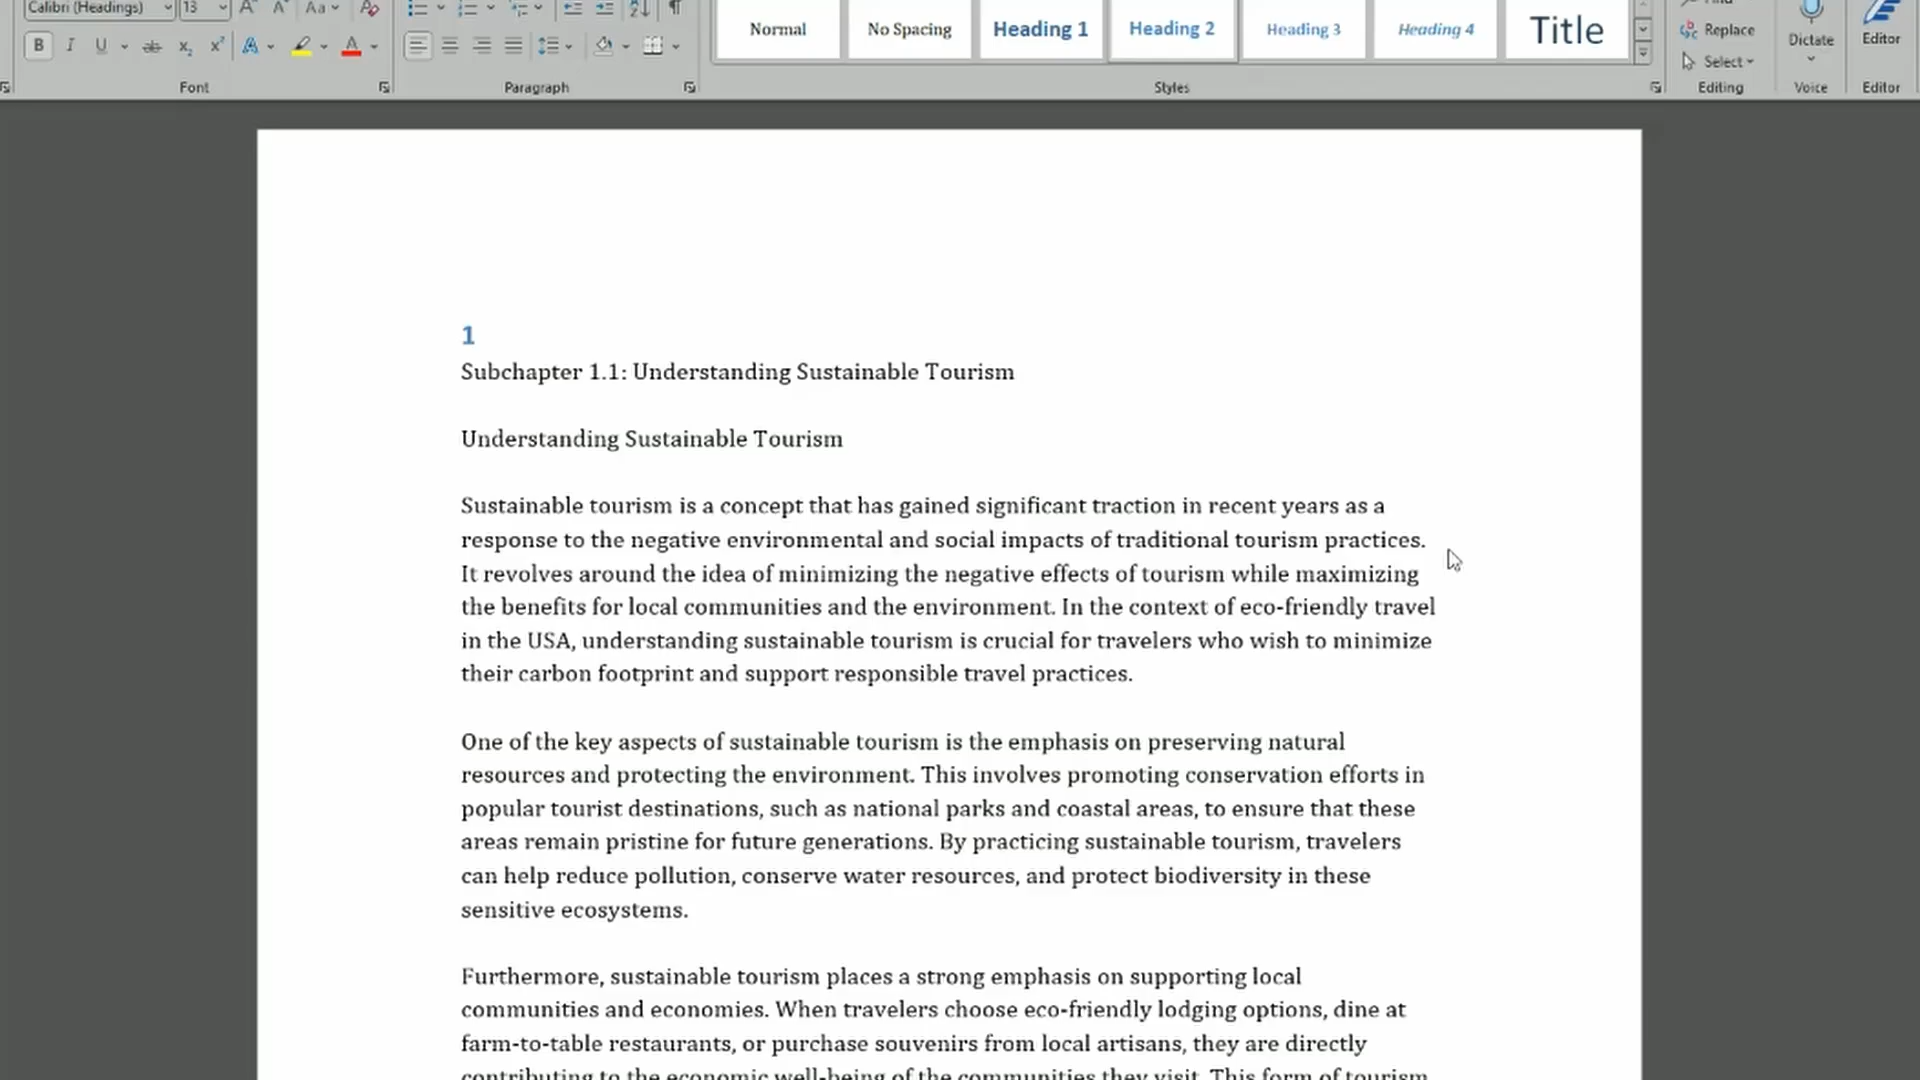 Calibri (Headings) 13 Aa
B I U ab x₂ x² A A
Font
Paragraph
Normal No Spacing Heading 1 Heading 2 Heading 3 Heading 4 Title
Styles
Replace
Select
Editing
Dictate
Voice
Editor
Editor
1
Subchapter 1.1: Understanding Sustainable Tourism
Understanding Sustainable Tourism
Sustainable tourism is a concept that has gained significant traction in recent years as a
response to the negative environmental and social impacts of traditional tourism practices.
It revolves around the idea of minimizing the negative effects of tourism while maximizing
the benefits for local communities and the environment. In the context of eco-friendly travel
in the USA, understanding sustainable tourism is crucial for travelers who wish to minimize
their carbon footprint and support responsible travel practices.
One of the key aspects of sustainable tourism is the emphasis on preserving natural
resources and protecting the environment. This involves promoting conservation efforts in
popular tourist destinations, such as national parks and coastal areas, to ensure that these
areas remain pristine for future generations. By practicing sustainable tourism, travelers
can help reduce pollution, conserve water resources, and protect biodiversity in these
sensitive ecosystems.
Furthermore, sustainable tourism places a strong emphasis on supporting local
communities and economies. When travelers choose eco-friendly lodging options, dine at
farm-to-table restaurants, or purchase souvenirs from local artisans, they are directly
contributing to the economic well-being of the communities they visit. This form of tourism